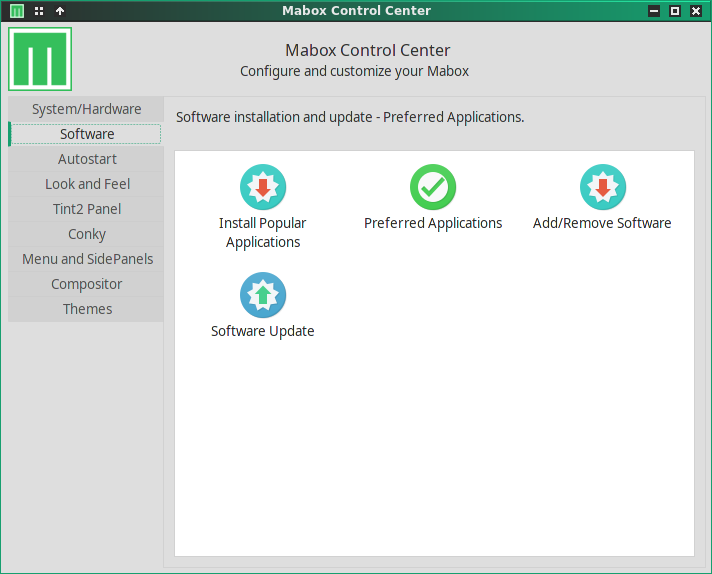 Mabox Control Center
Mabox Control Center
Configure and customize your Mabox
System/Hardware
Software
Autostart
Look and Feel
Tint2 Panel
Conky
Menu and SidePanels
Compositor
Themes
Software installation and update - Preferred Applications.
Install Popular
Applications
Preferred Applications
Add/Remove Software
Software Update